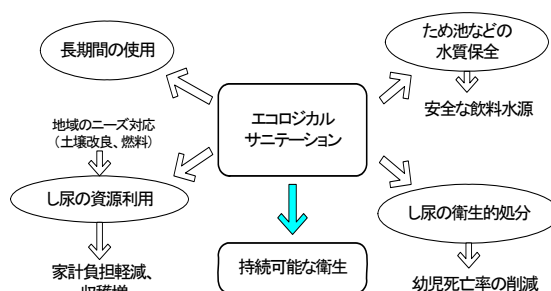 長期間の使用
ため池などの
水質保全
エコロジカル
サニテーション
安全な飲料水源
地域のニーズ対応
(土壌改良、燃料)
し尿の資源利用
し尿の衛生的処分
持続可能な衛生
家計負担軽減、
収穫増
幼児死亡率の削減